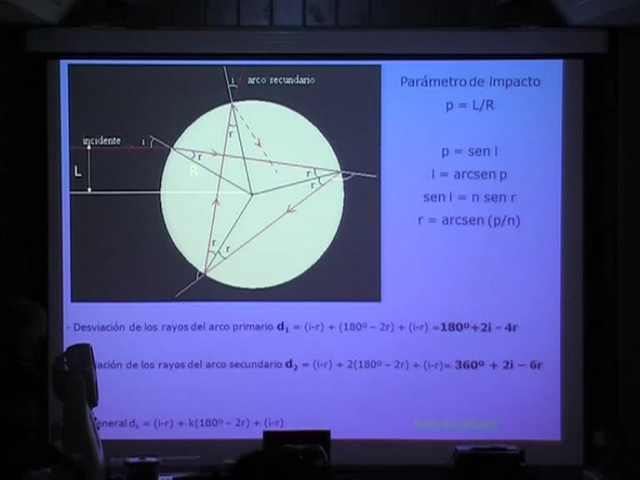 i arco secundario
r
incidente
i
r
r
L
R
r
r
r
Parámetro de Impacto
p = L/R
p = sen I
I = arcsen p
sen I = n sen r
r = arcsen (p/n)
- Desviación de los rayos del arco primario d₁ = (i-r) + (180º – 2r) + (i-r) =180º+2i – 4r
ación de los rayos del arco secundario d₂ = (i-r) + 2(180º – 2r) + (i-r)= 360º + 2i – 6r
eneral dₖ = (i-r) + k(180º – 2r) + (i-r)